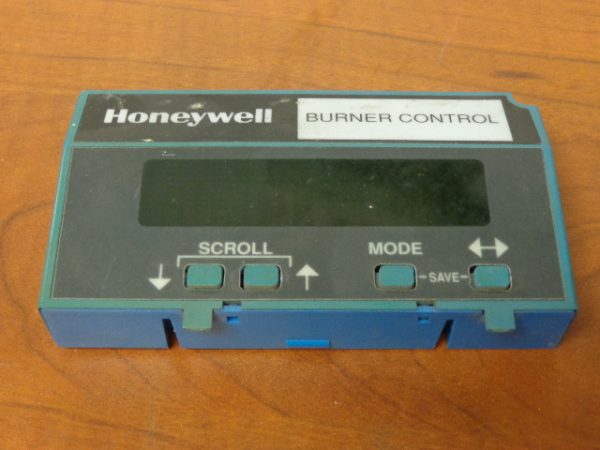 Honeywell
BURNER CONTROL
SCROLL
MODE
SAVE